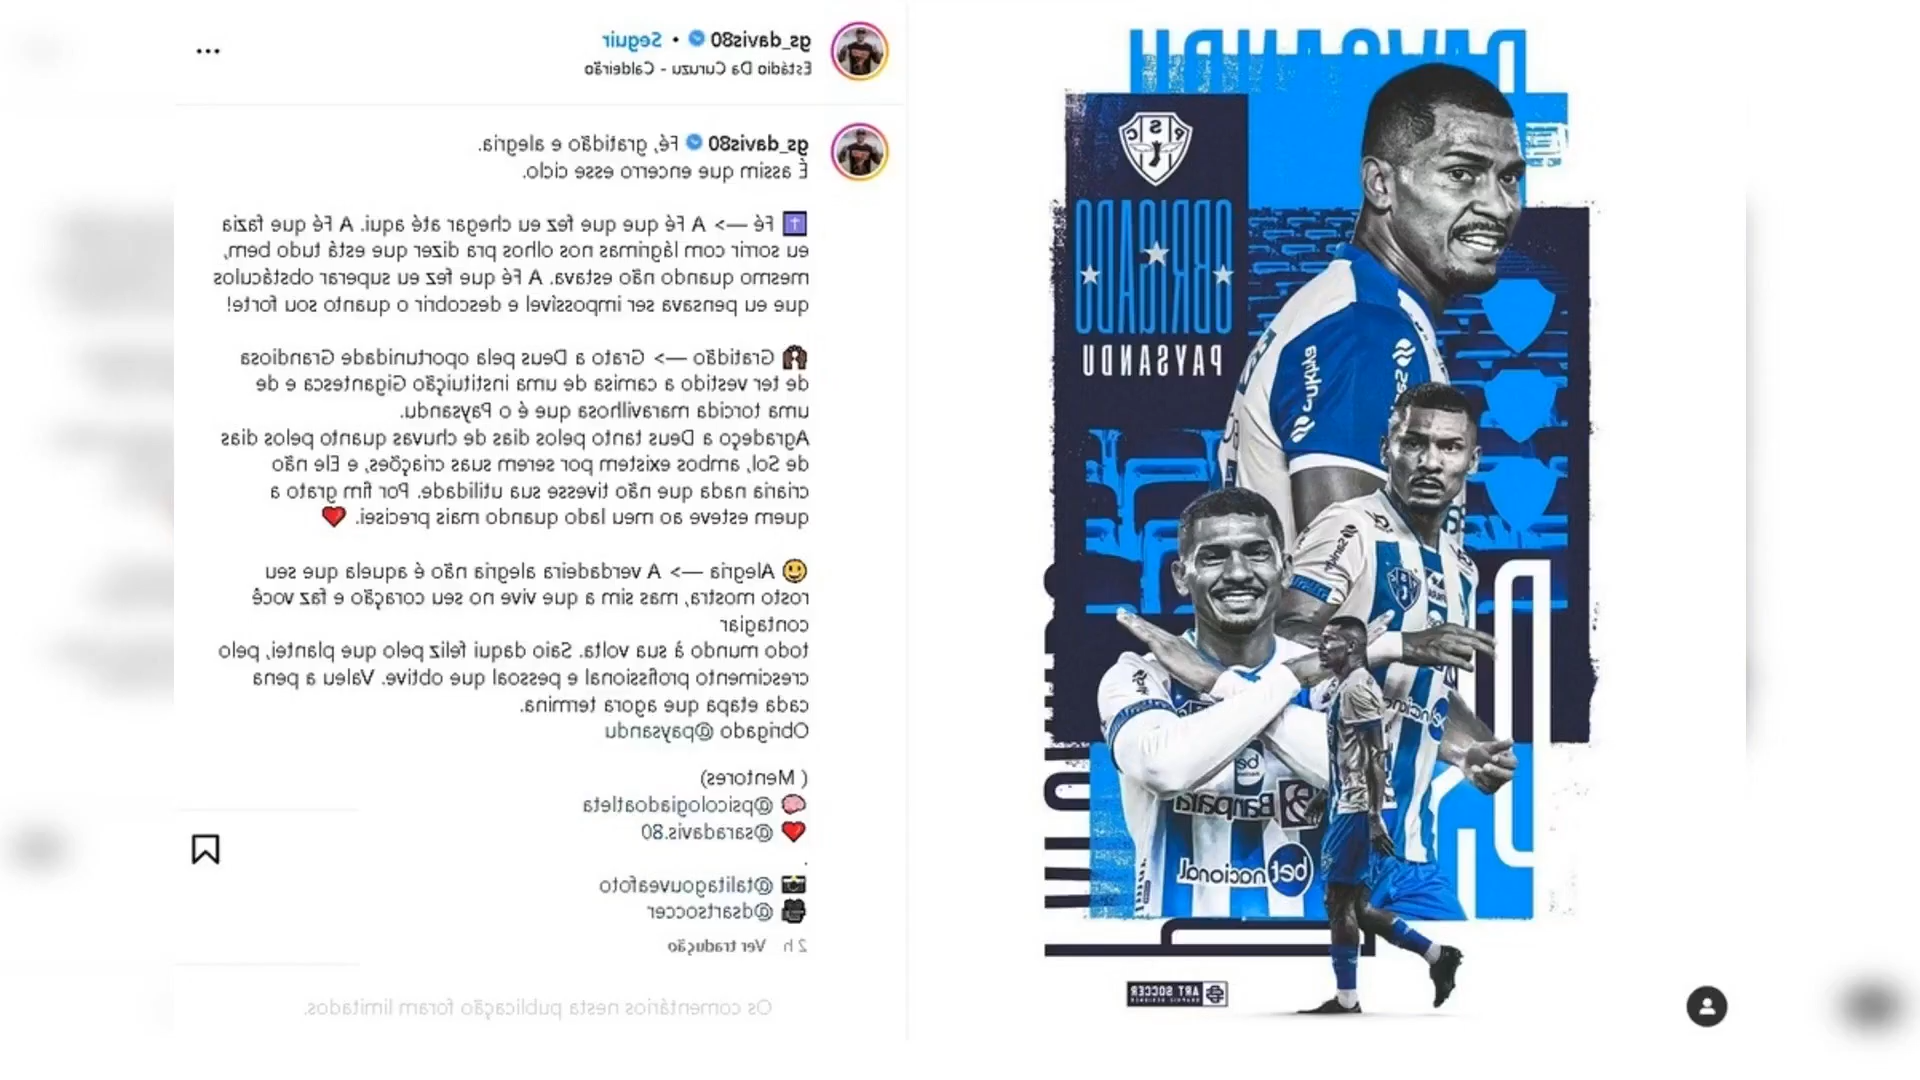 gs_davis80 • Seguir
Estádio Da Curuzu - Caldeirão
gs_davis80 Fé, gratidão e alegria.
É assim que encerro esse ciclo.
✝️ Fé —> A Fé que que fez eu chegar até aqui. A Fé que fazia
eu sorrir com lágrimas nos olhos pra dizer que está tudo bem,
mesmo quando não estava. A Fé que fez eu superar obstáculos
que eu pensava ser impossível e descobrir o quanto sou forte!
Gratidão —> Grato a Deus pela oportunidade Grandiosa
de ter vestido a camisa de uma instituição Gigantesca e de
uma torcida maravilhosa que é o Paysandu.
Agradeço a Deus tanto pelos dias de chuvas quanto pelos dias
de Sol, ambos existem por serem suas criações, e Ele não
criaria nada que não tivesse sua utilidade. Por fim grato a
quem esteve ao meu lado quando mais precisei. ❤️
Alegria —> A verdadeira alegria não é aquela que seu
rosto mostra, mas sim a que vive no seu coração e faz você
contagiar
todo mundo à sua volta. Saio daqui feliz pelo que plantei, pelo
crescimento profissional e pessoal que obtive. Valeu a pena
cada etapa que agora termina.
Obrigado @paysandu
( Mentores)
🧠 @psicologiadoatleta
❤️ @saradavis.80
.
📸 @talitagouveafoto
🎥 @dsartsoccer
2 h Ver tradução
Os comentários nesta publicação foram limitados.
PAYSANDU
PSC
OBRIGADO
OBRIGADO
PAYSANDU
Banpará
bet nacional
ART SOCCER
GRAPHIC DESIGNER